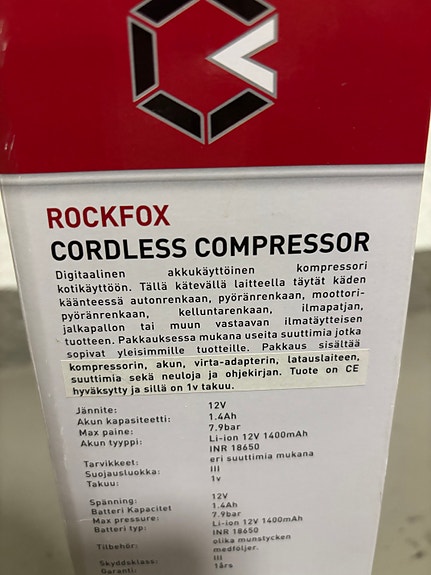 ROCKFOX
CORDLESS COMPRESSOR
Digitaalinen akkukäyttöinen kompressori
kotikäyttöön. Tällä kätevällä laitteella täytät käden
käänteessä autonrenkaan, pyöränrenkaan, moottori-
pyöränrenkaan, kelluntarenkaan, ilmapatjan,
jalkapallon tai muun vastaavan ilmatäytteisen
tuotteen. Pakkauksessa mukana useita suuttimia jotka
sopivat yleisimmille tuotteille. Pakkaus sisältää
kompressorin, akun, virta-adapterin, latauslaiteen,
suuttimia sekä neuloja ja ohjekirjan. Tuote on CE
hyväksytty ja sillä on 1v takuu.
Jännite: 12V
Akun kapasiteetti: 1.4Ah
Max paine: 7.9bar
Akun tyyppi: Li-ion 12V 1400mAh
INR 18650
Tarvikkeet: eri suuttimia mukana
Suojausluokka: III
Takuu: 1v
Spänning: 12V
Batteri Kapacitet 1.4Ah
Max pressure: 7.9bar
Batteri typ: Li-ion 12V 1400mAh
INR 18650
Tilbehör: olika munstycken
medföljer.
Skyddsklass: III
Garanti: 1års